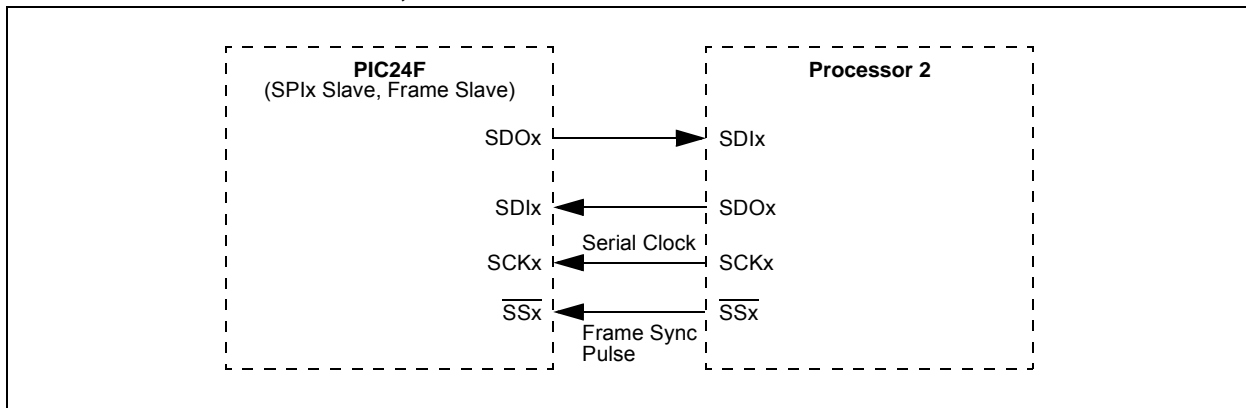 PIC24F
(SPIx Slave, Frame Slave)
Processor 2
SDOx
SDIx
SDIx
SDOx
Serial Clock
SCKx
SCKx
SSx
SSx
Frame Sync
Pulse